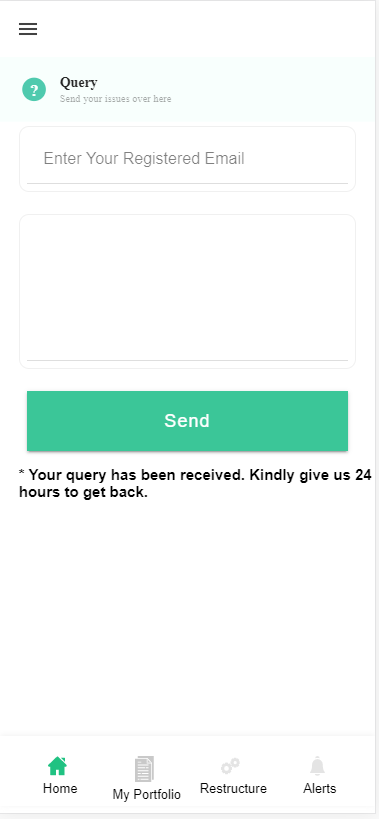 ?
Query
Send your issues over here
Enter Your Registered Email
Send
* Your query has been received. Kindly give us 24
hours to get back.
Home
My Portfolio
Restructure
Alerts